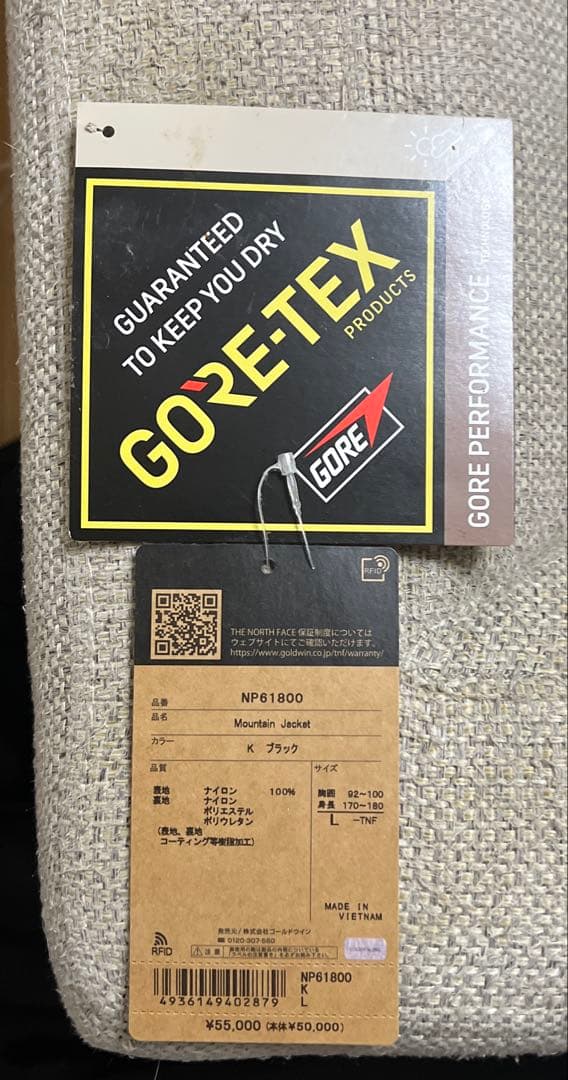 GUARANTEED
TO KEEP YOU DRY
GORE-TEX
PRODUCTS
GORE
GORE PERFORMANCE
RFID
THE NORTH FACE 保証制度については
ウェブサイトにてご確認いただけます。
https://www.goldwin.co.jp/tnf/warranty/
品番 NP61800
品名 Mountain Jacket
カラー K ブラック
品質 サイズ
表地 ナイロン 100%
裏地 ナイロン
ポリエステル
ポリウレタン
(表地、裏地
コーティング等樹脂加工)
胸囲 92~100
身長 170~180
L -TNF
MADE IN
VIETNAM
発売元/株式会社ゴールドウイン
0120-307-560
RFID
注意
NP61800
K
L
4936149402879
¥55,000 (本体¥50,000)